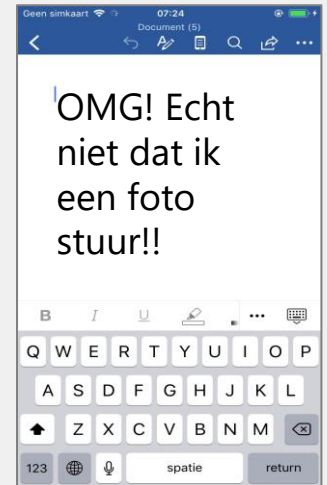 Geen simkaart 07:24
Document (5)
OMG! Echt
niet dat ik
een foto
stuur!!
B I U
Q W E R T Y U I O P
A S D F G H J K L
Z X C V B N M
123 spatie return